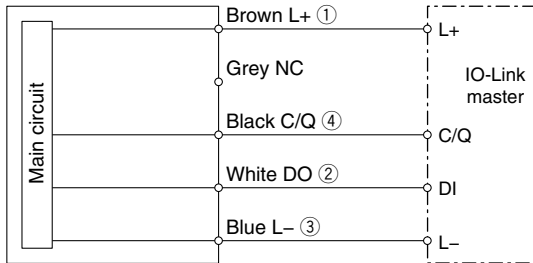 Brown L+ ①
L+
Grey NC
IO-Link
master
Main circuit
Black C/Q ④
C/Q
White DO ②
DI
Blue L− ③
L−